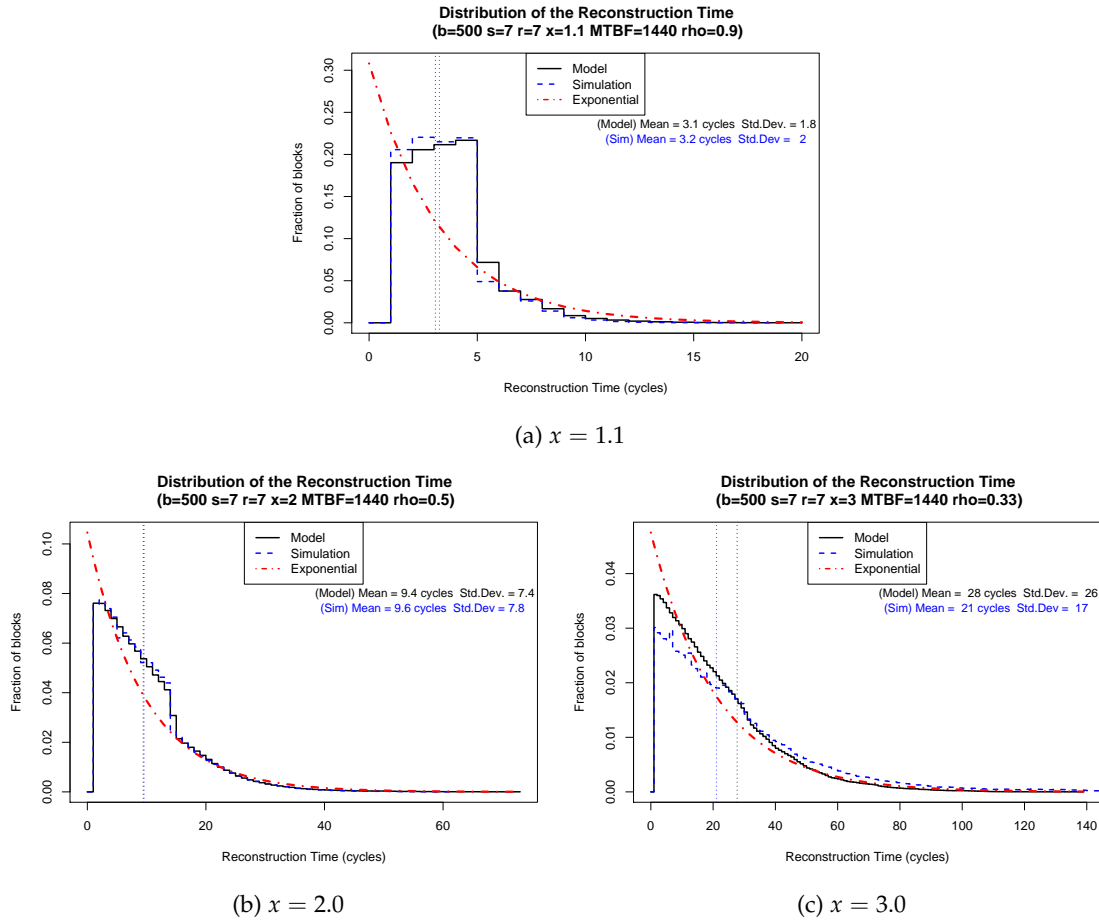 Distribution of the Reconstruction Time
(b=500 s=7 r=7 x=1.1 MTBF=1440 rho=0.9)
Model
Simulation
Exponential
(Model) Mean = 3.1 cycles Std.Dev. = 1.8
(Sim) Mean = 3.2 cycles Std.Dev = 2
Fraction of blocks
0.30
0.25
0.20
0.15
0.10
0.05
0.00
0 5 10 15 20
Reconstruction Time (cycles)
(a) x = 1.1
Distribution of the Reconstruction Time
(b=500 s=7 r=7 x=2 MTBF=1440 rho=0.5)
Model
Simulation
Exponential
(Model) Mean = 9.4 cycles Std.Dev. = 7.4
(Sim) Mean = 9.6 cycles Std.Dev = 7.8
Fraction of blocks
0.10
0.08
0.06
0.04
0.02
0.00
0 20 40 60
Reconstruction Time (cycles)
(b) x = 2.0
Distribution of the Reconstruction Time
(b=500 s=7 r=7 x=3 MTBF=1440 rho=0.33)
Model
Simulation
Exponential
(Model) Mean = 28 cycles Std.Dev. = 26
(Sim) Mean = 21 cycles Std.Dev = 17
Fraction of blocks
0.04
0.03
0.02
0.01
0.00
0 20 40 60 80 100 120 140
Reconstruction Time (cycles)
(c) x = 3.0